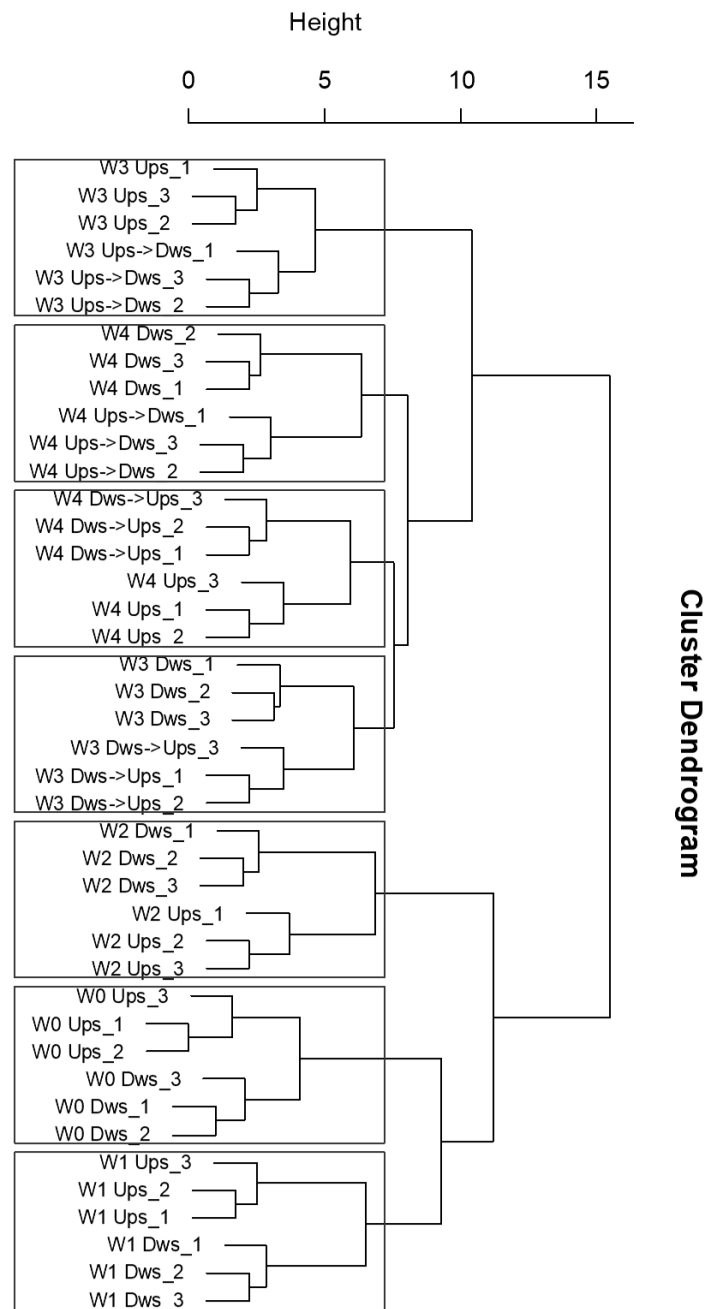 Height
0 5 10 15
W3 Ups_1
W3 Ups_3
W3 Ups_2
W3 Ups->Dws_1
W3 Ups->Dws_3
W3 Ups->Dws_2
W4 Dws_2
W4 Dws_3
W4 Dws_1
W4 Ups->Dws_1
W4 Ups->Dws_3
W4 Ups->Dws_2
W4 Dws->Ups_3
W4 Dws->Ups_2
W4 Dws->Ups_1
W4 Ups_3
W4 Ups_1
W4 Ups_2
W3 Dws_1
W3 Dws_2
W3 Dws_3
W3 Dws->Ups_3
W3 Dws->Ups_1
W3 Dws->Ups_2
W2 Dws_1
W2 Dws_2
W2 Dws_3
W2 Ups_1
W2 Ups_2
W2 Ups_3
W0 Ups_3
W0 Ups_1
W0 Ups_2
W0 Dws_3
W0 Dws_1
W0 Dws_2
W1 Ups_3
W1 Ups_2
W1 Ups_1
W1 Dws_1
W1 Dws_2
W1 Dws_3
Cluster Dendrogram